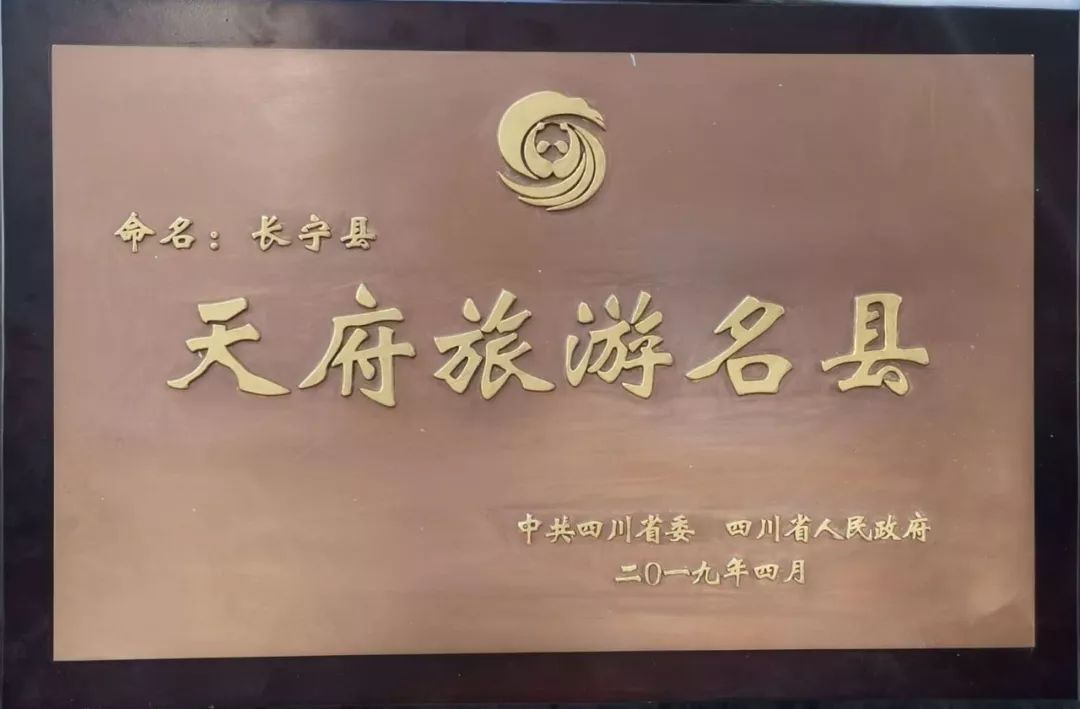 命名：长宁县
天府旅游名县
中共四川省委 四川省人民政府
二〇一九年四月